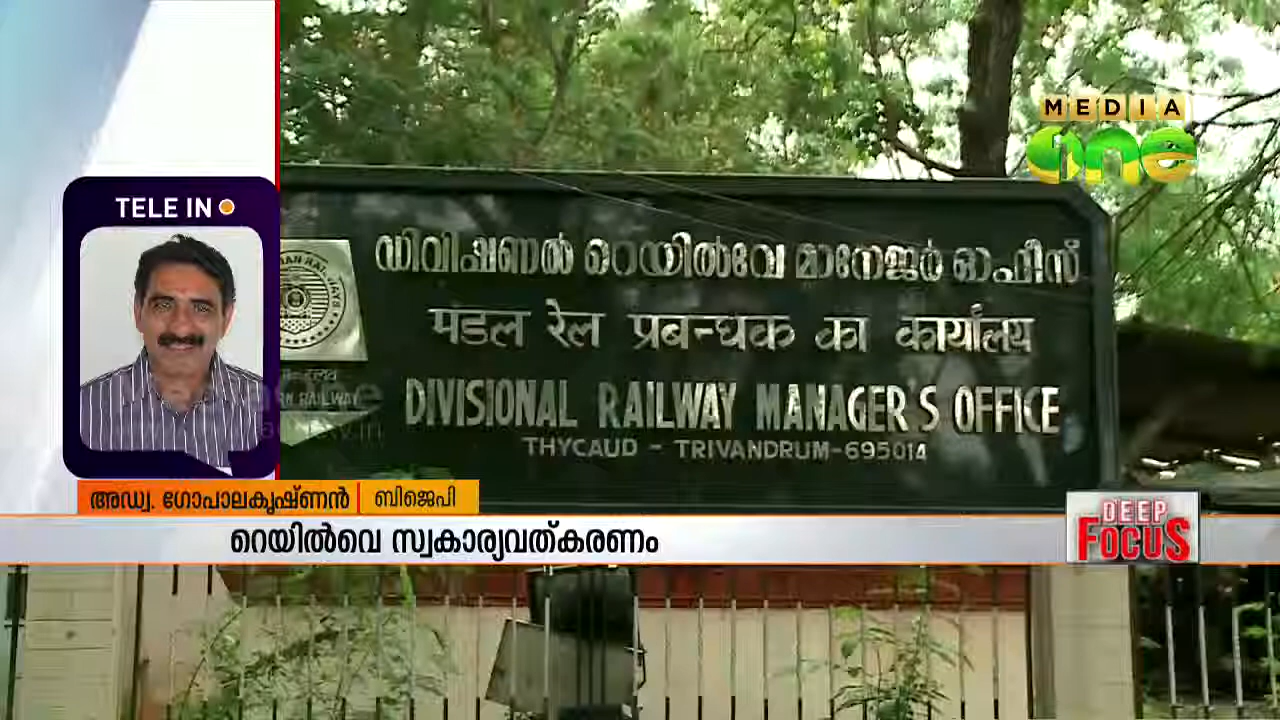 MEDIA
one
TELE IN
ഡിവിഷണൽ റെയിൽവേ മാനേജർ ഓഫീസ്
मंडल रेल प्रबन्धक का कार्यालय
DIVISIONAL RAILWAY MANAGER'S OFFICE
THYCAUD - TRIVANDRUM-695014
അഡ്വ. ഗോപാലകൃഷ്ണൻ
ബിജെപി
റെയിൽവെ സ്വകാര്യവത്കരണം
DEEP
FOCUS